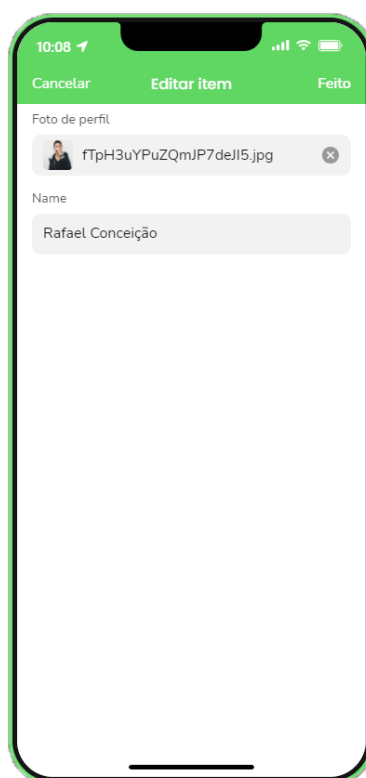 10:08
Cancelar Editar item Feito
Foto de perfil
fTpH3uYPuZQmJP7deJI5.jpg
Name
Rafael Conceição